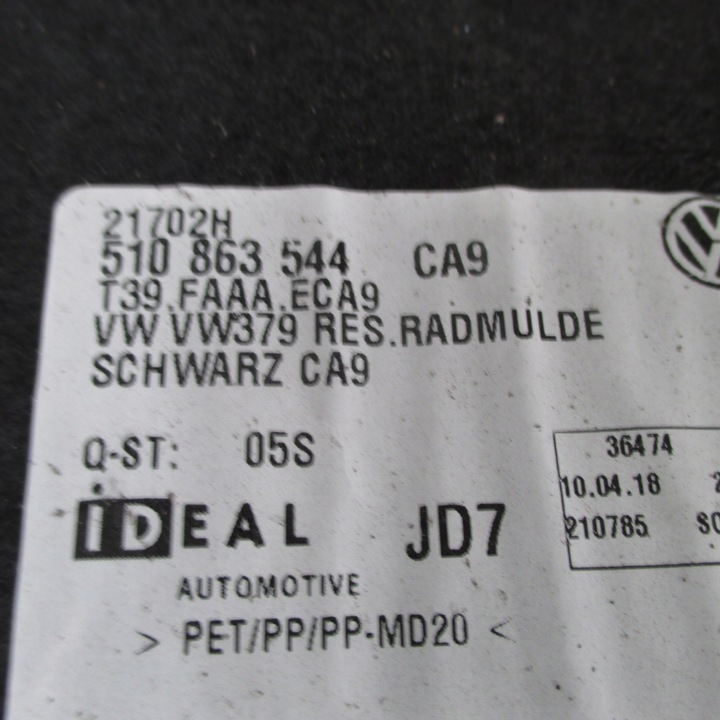 21702H
510 863 544 CA9
T39.FAAA.ECA9
VW VW379 RES.RADMULDE
SCHWARZ CA9
Q-ST: 05S
36474
10.04.18
210785
iDEAL JD7
AUTOMOTIVE
> PET/PP/PP-MD20 <